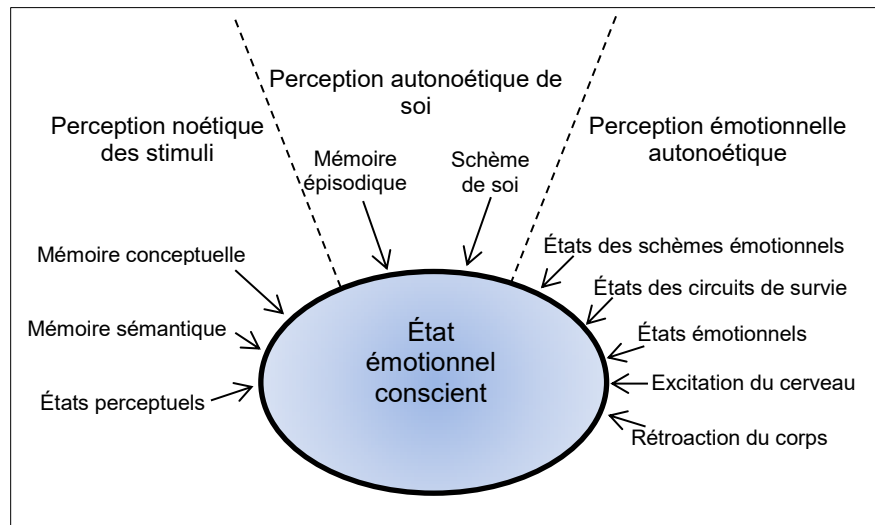 Perception autonoétique de
soi
Perception noétique
des stimuli
Perception émotionnelle
autonoétique
Mémoire
épisodique
Schème
de soi
Mémoire conceptuelle
Mémoire sémantique
États perceptuels
États des schèmes émotionnels
États des circuits de survie
États émotionnels
Excitation du cerveau
Rétroaction du corps
État
émotionnel
conscient